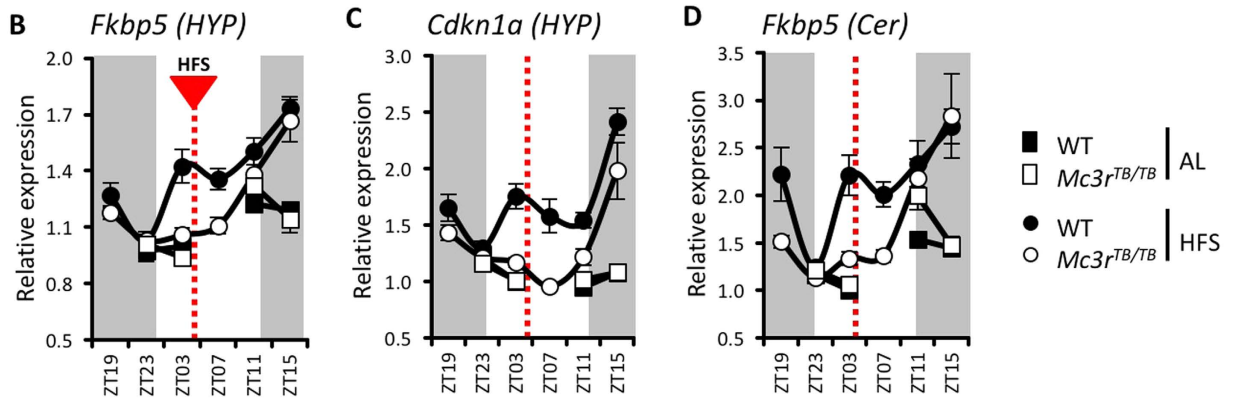 B
Fkbp5 (HYP)
HFS
Relative expression
2.0
1.7
1.4
1.1
0.8
0.5
ZT19
ZT23
ZT03
ZT07
ZT11
ZT15
C
Cdkn1a (HYP)
Relative expression
3.0
2.5
2.0
1.5
1.0
0.5
ZT19
ZT23
ZT03
ZT07
ZT11
ZT15
D
Fkbp5 (Cer)
Relative expression
3.5
3.0
2.5
2.0
1.5
1.0
0.5
ZT19
ZT23
ZT03
ZT07
ZT11
ZT15
WT
Mc3rTB/TB
AL
WT
Mc3rTB/TB
HFS